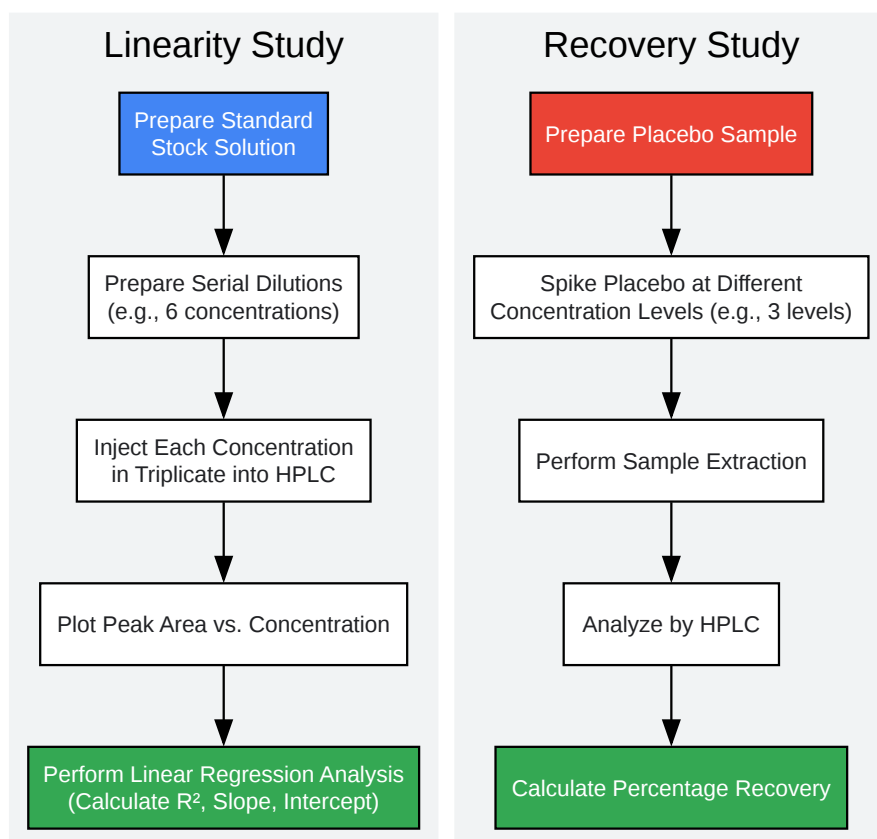 Linearity Study
Prepare Standard
Stock Solution
Prepare Serial Dilutions
(e.g., 6 concentrations)
Inject Each Concentration
in Triplicate into HPLC
Plot Peak Area vs. Concentration
Perform Linear Regression Analysis
(Calculate R², Slope, Intercept)
Recovery Study
Prepare Placebo Sample
Spike Placebo at Different
Concentration Levels (e.g., 3 levels)
Perform Sample Extraction
Analyze by HPLC
Calculate Percentage Recovery